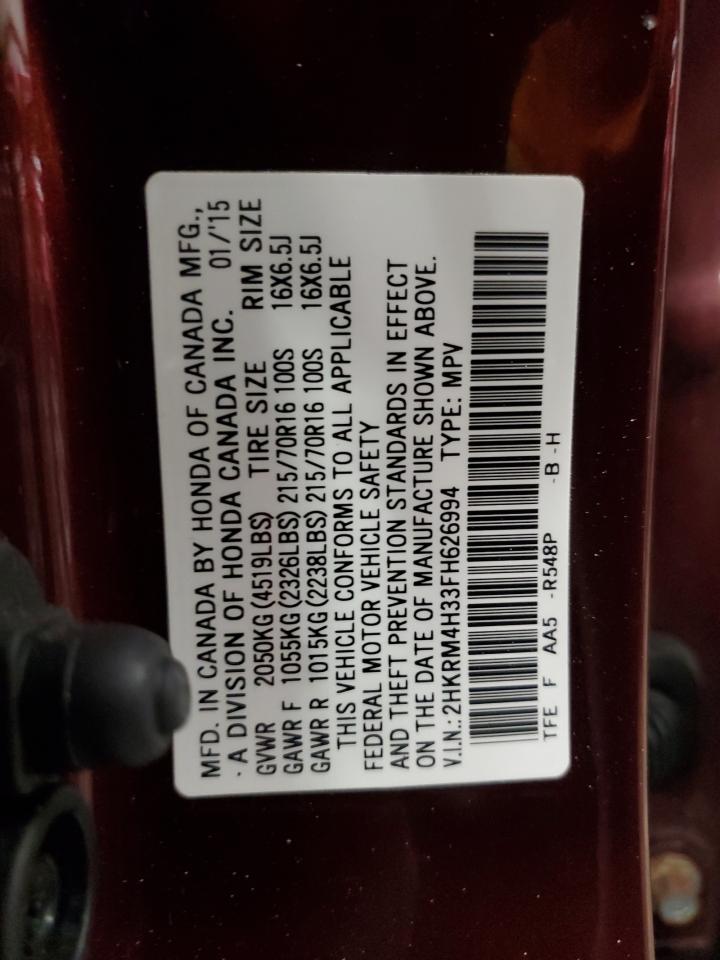 MFD. IN CANADA BY HONDA OF CANADA MFG.,
· A DIVISION OF HONDA CANADA INC. 01/'15
GVWR 2050KG (4519LBS) TIRE SIZE RIM SIZE
GAWR F 1055KG (2326LBS) 215/70R16 100S 16X6.5J
GAWR R 1015KG (2238LBS) 215/70R16 100S 16X6.5J
THIS VEHICLE CONFORMS TO ALL APPLICABLE
FEDERAL MOTOR VEHICLE SAFETY
AND THEFT PREVENTION STANDARDS IN EFFECT
ON THE DATE OF MANUFACTURE SHOWN ABOVE.
V.I.N.: 2HKRM4H33FH626994 TYPE: MPV
TFE F AA5 -R548P -B -H